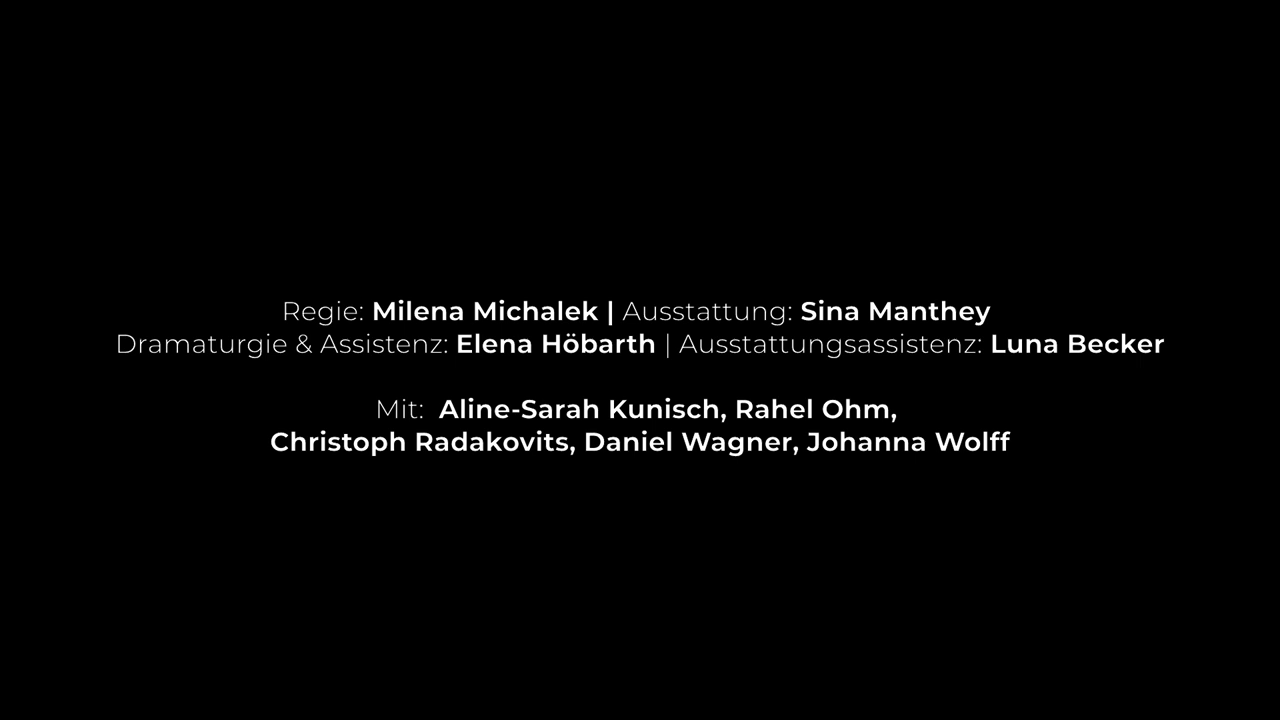 Regie: Milena Michalek | Ausstattung: Sina Manthey
Dramaturgie & Assistenz: Elena Höbarth | Ausstattungsassistenz: Luna Becker
Mit: Aline-Sarah Kunisch, Rahel Ohm,
Christoph Radakovits, Daniel Wagner, Johanna Wolff